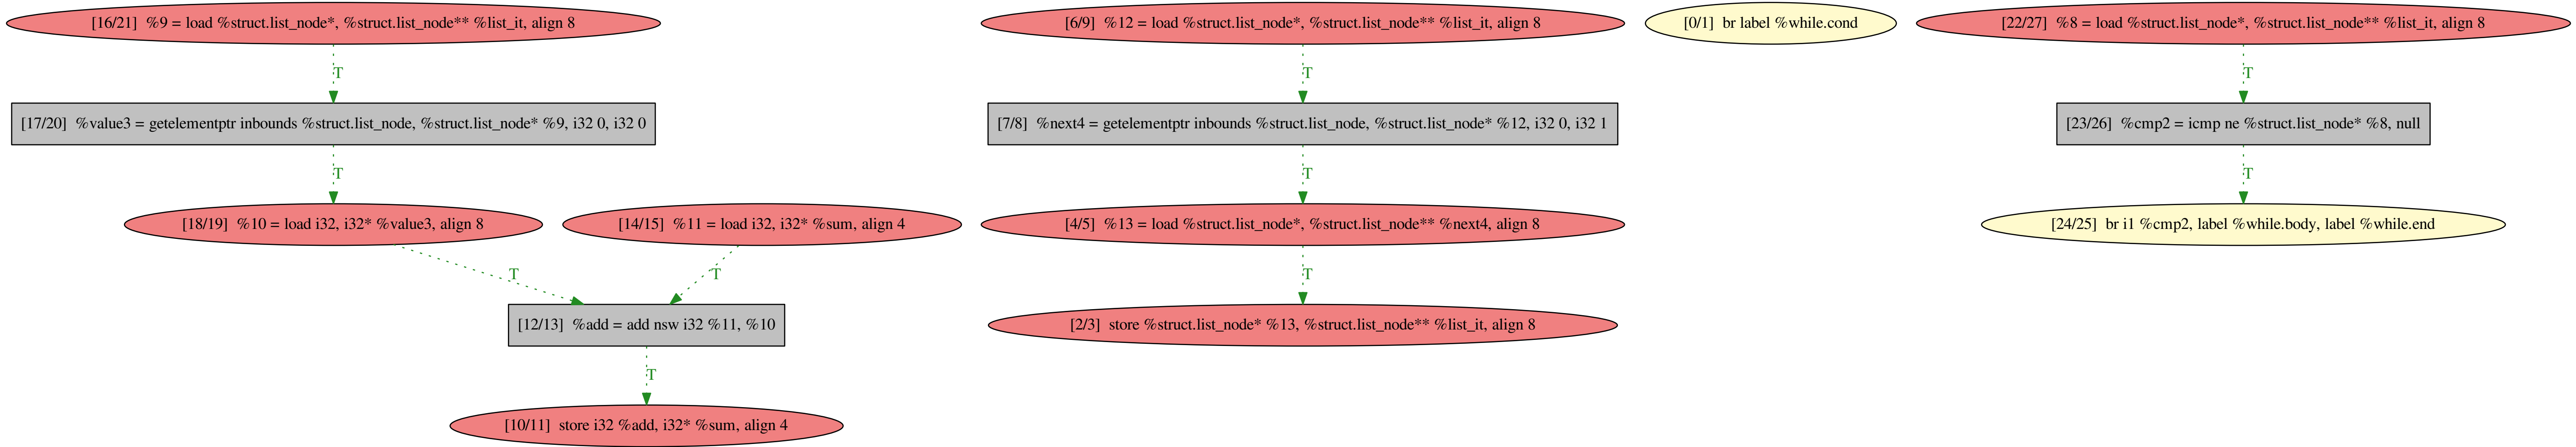 [16/21] %9 = load %struct.list_node*, %struct.list_node** %list_it, align 8
[6/9] %12 = load %struct.list_node*, %struct.list_node** %list_it, align 8
[0/1] br label %while.cond
[22/27] %8 = load %struct.list_node*, %struct.list_node** %list_it, align 8
T
T
T
[17/20] %value3 = getelementptr inbounds %struct.list_node, %struct.list_node* %9, i32 0, i32 0
[7/8] %next4 = getelementptr inbounds %struct.list_node, %struct.list_node* %12, i32 0, i32 1
[23/26] %cmp2 = icmp ne %struct.list_node* %8, null
T
T
T
[18/19] %10 = load i32, i32* %value3, align 8
[14/15] %11 = load i32, i32* %sum, align 4
[4/5] %13 = load %struct.list_node*, %struct.list_node** %next4, align 8
[24/25] br i1 %cmp2, label %while.body, label %while.end
T
T
T
[12/13] %add = add nsw i32 %11, %10
[2/3] store %struct.list_node* %13, %struct.list_node** %list_it, align 8
T
[10/11] store i32 %add, i32* %sum, align 4